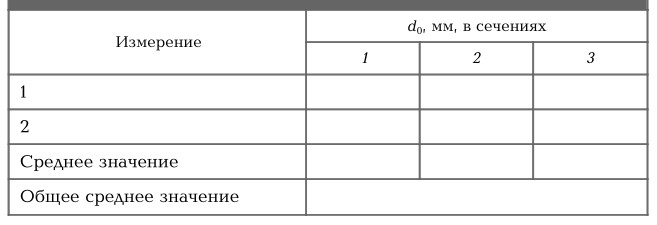 Измерение
d₀, мм, в сечениях
1 2 3
1
2
Среднее значение
Общее среднее значение